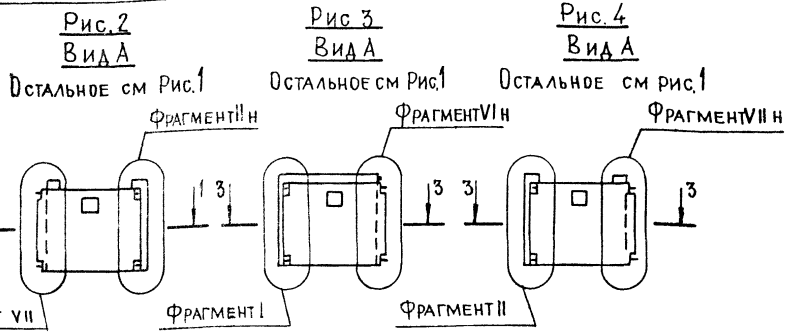 Рис. 2
Вид А
Остальное см Рис.1
Фрагмент II н
1
Фрагмент VII
Рис 3
Вид А
Остальное см Рис.1
Фрагмент VI н
3
3
Фрагмент I
Рис. 4
Вид А
Остальное см рис.1
Фрагмент VII н
3
3
Фрагмент II